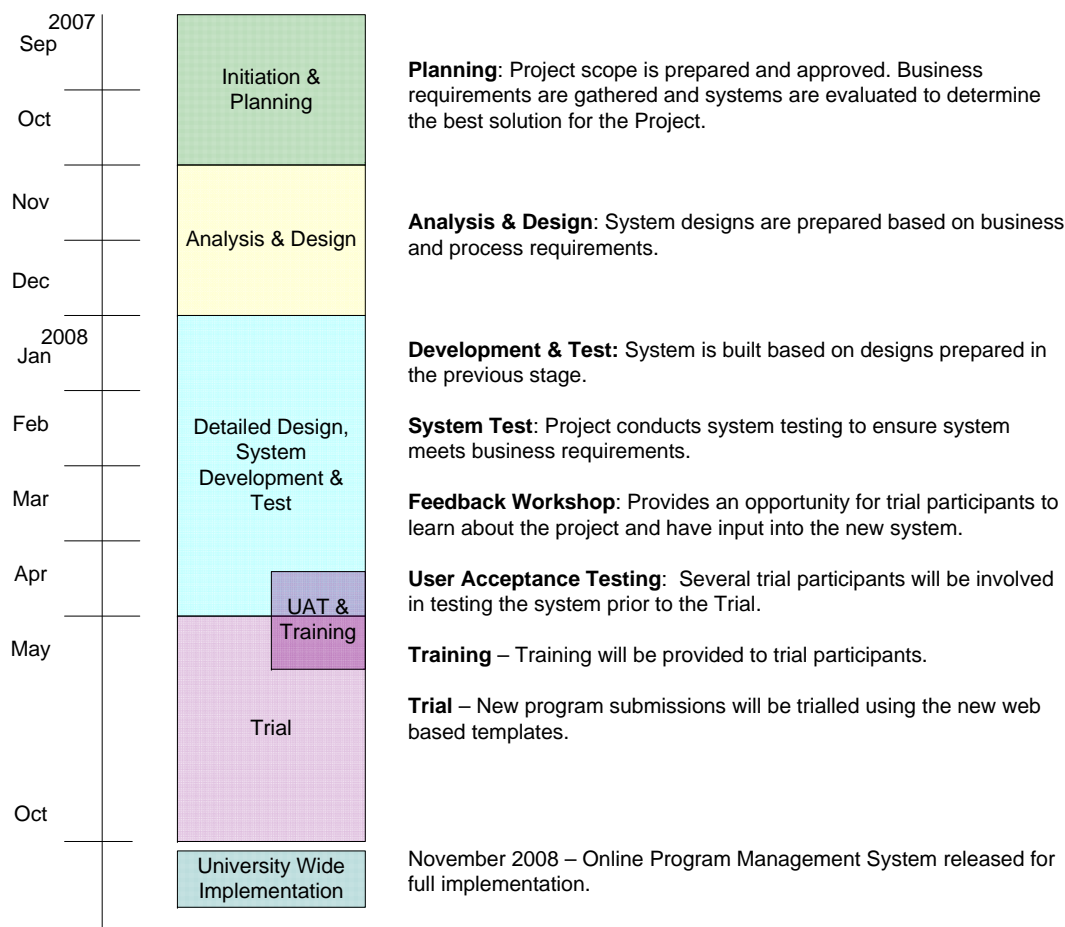 2007
Sep
Oct
Nov
Dec
2008
Jan
Feb
Mar
Apr
May
Oct
Initiation &
Planning
Analysis & Design
Detailed Design,
System
Development &
Test
UAT &
Training
Trial
University Wide
Implementation
Planning: Project scope is prepared and approved. Business
requirements are gathered and systems are evaluated to determine
the best solution for the Project.
Analysis & Design: System designs are prepared based on business
and process requirements.
Development & Test: System is built based on designs prepared in
the previous stage.
System Test: Project conducts system testing to ensure system
meets business requirements.
Feedback Workshop: Provides an opportunity for trial participants to
learn about the project and have input into the new system.
User Acceptance Testing:  Several trial participants will be involved
in testing the system prior to the Trial.
Training – Training will be provided to trial participants.
Trial – New program submissions will be trialled using the new web
based templates.
November 2008 – Online Program Management System released for
full implementation.